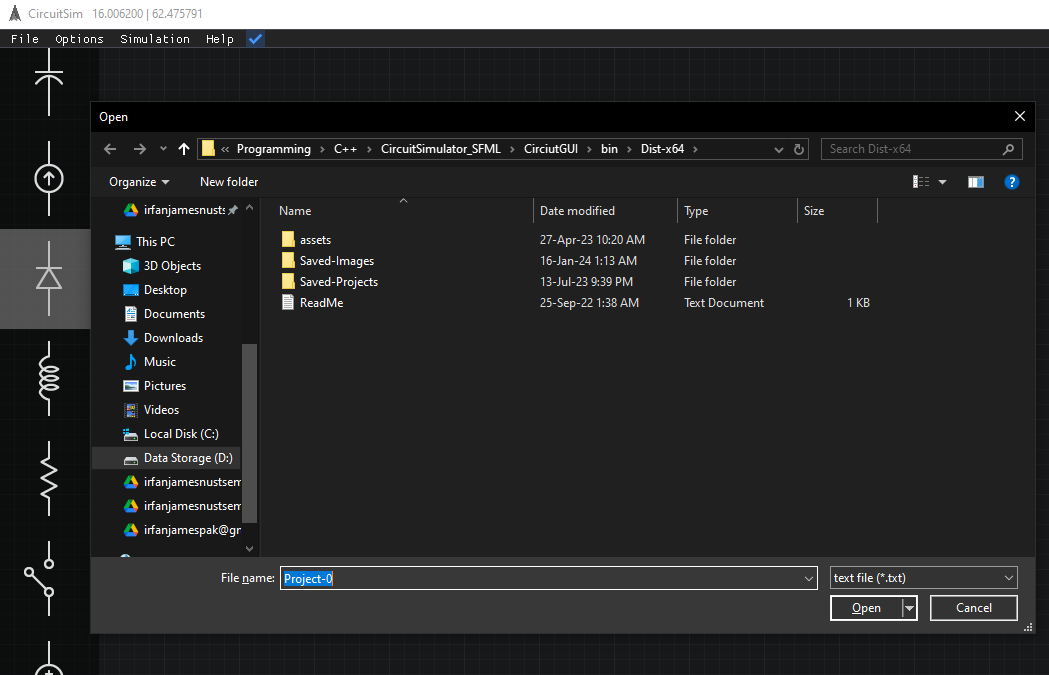 CircuitSim 16.006200 | 62.475791
File Options Simulation Help
Open
Programming C++ CircuitSimulator_SFML CirciutGUI bin Dist-x64 Search Dist-x64
Organize New folder ?
irfanjamesnusts
This PC
3D Objects
Desktop
Documents
Downloads
Music
Pictures
Videos
Local Disk (C:)
Data Storage (D:)
irfanjamesnustsem
irfanjamesnustsem
irfanjamespak@gm
Name Date modified Type Size
assets 27-Apr-23 10:20 AM File folder
Saved-Images 16-Jan-24 1:13 AM File folder
Saved-Projects 13-Jul-23 9:39 PM File folder
ReadMe 25-Sep-22 1:38 AM Text Document 1 KB
File name: Project-0 text file (*.txt)
Open Cancel